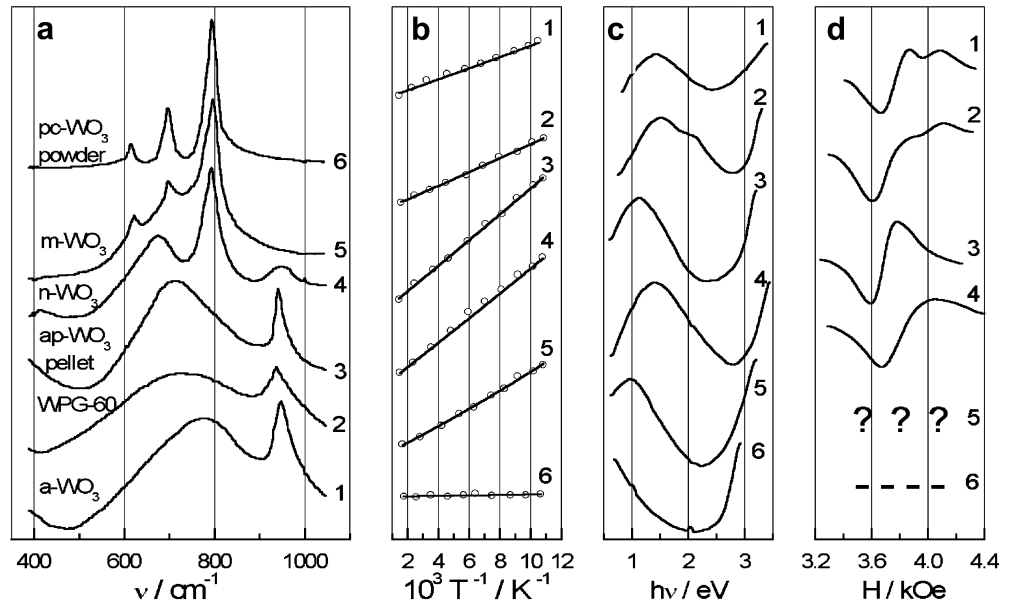 a
pc-WO₃
powder
6
m-WO₃
5
4
n-WO₃
ap-WO₃
pellet
3
WPG-60
2
a-WO₃
1
400 600 800 1000
ν / cm⁻¹
b
1
2
3
4
5
6
2 4 6 8 10 12
10³ T⁻¹ / K⁻¹
c
1
2
3
4
5
6
1 2 3
hν / eV
d
1
2
3
4
? ? ? 5
---- 6
3.2 3.6 4.0 4.4
H / kOe